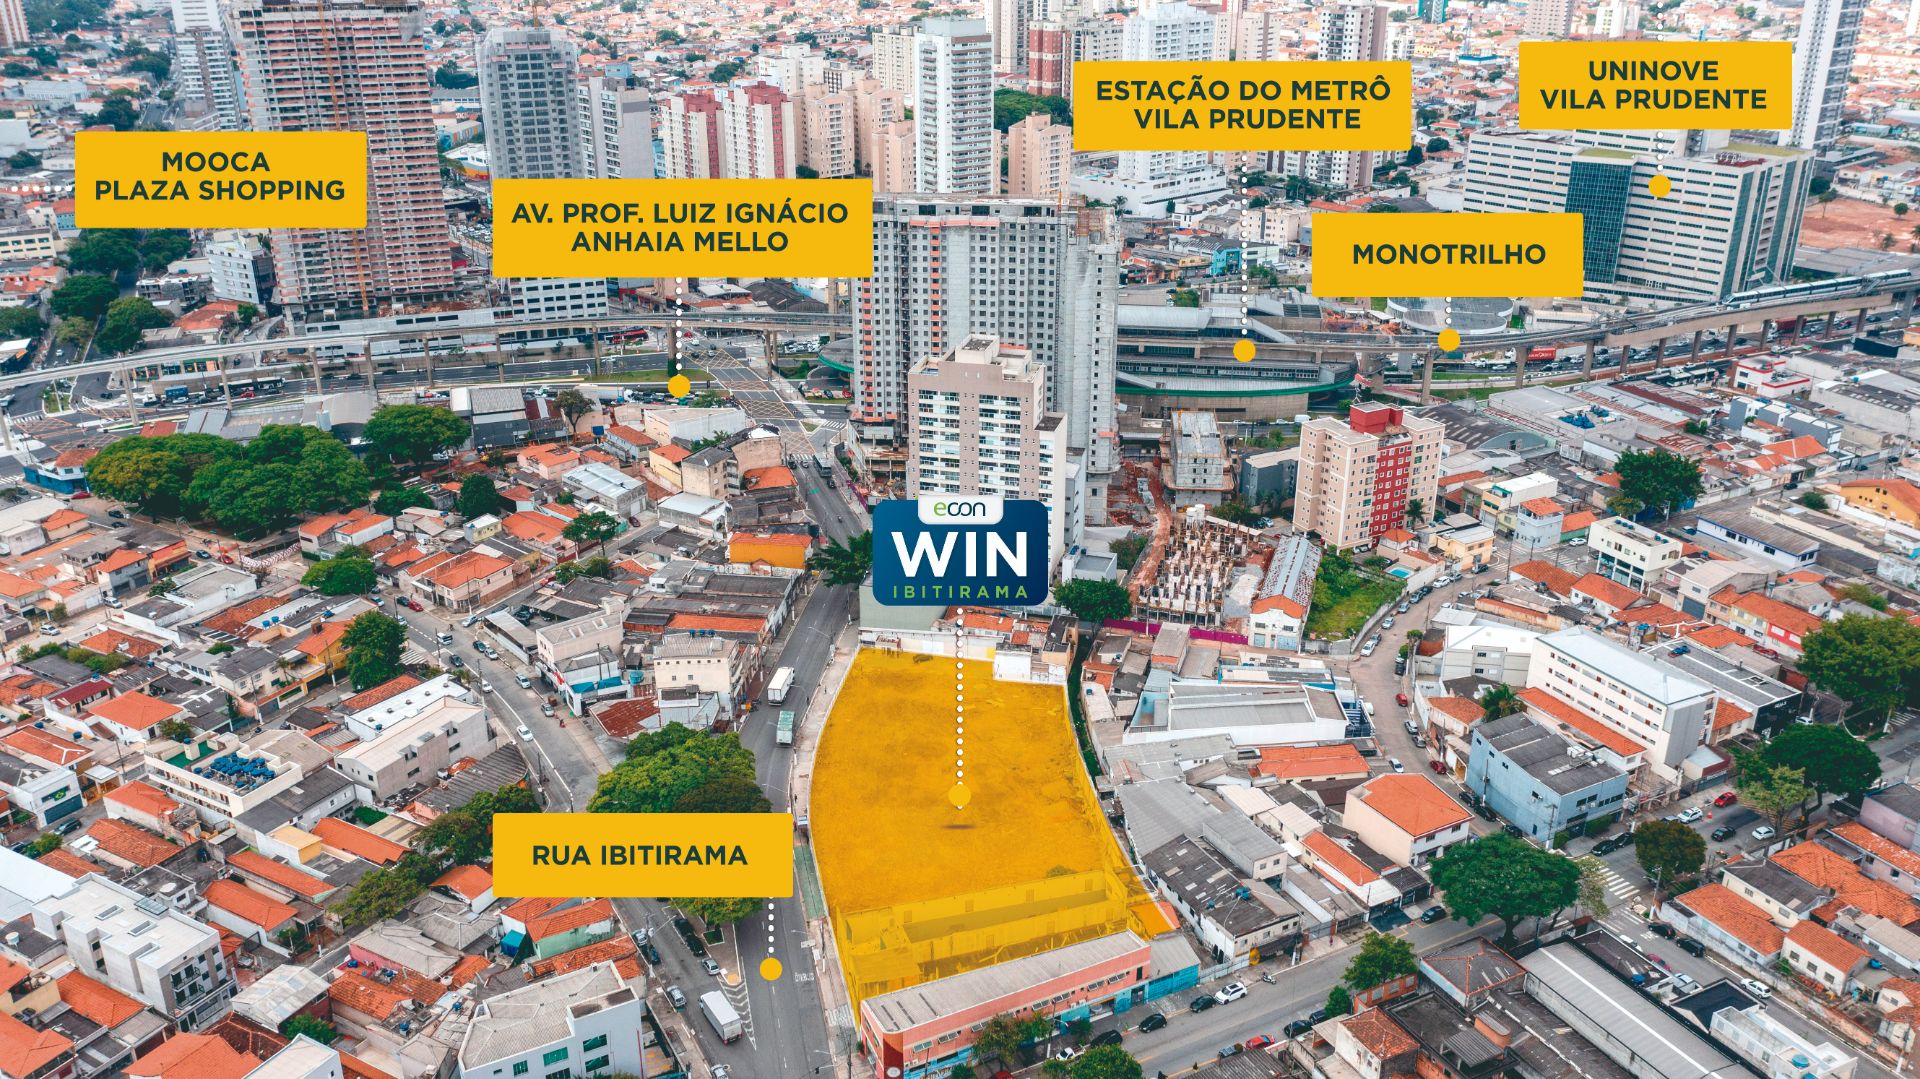 UNINOVE
VILA PRUDENTE
ESTAÇÃO DO METRÔ
VILA PRUDENTE
MOOCA
PLAZA SHOPPING
AV. PROF. LUIZ IGNÁCIO
ANHAIA MELLO
MONOTRILHO
econ
WIN
IBITIRAMA
RUA IBITIRAMA